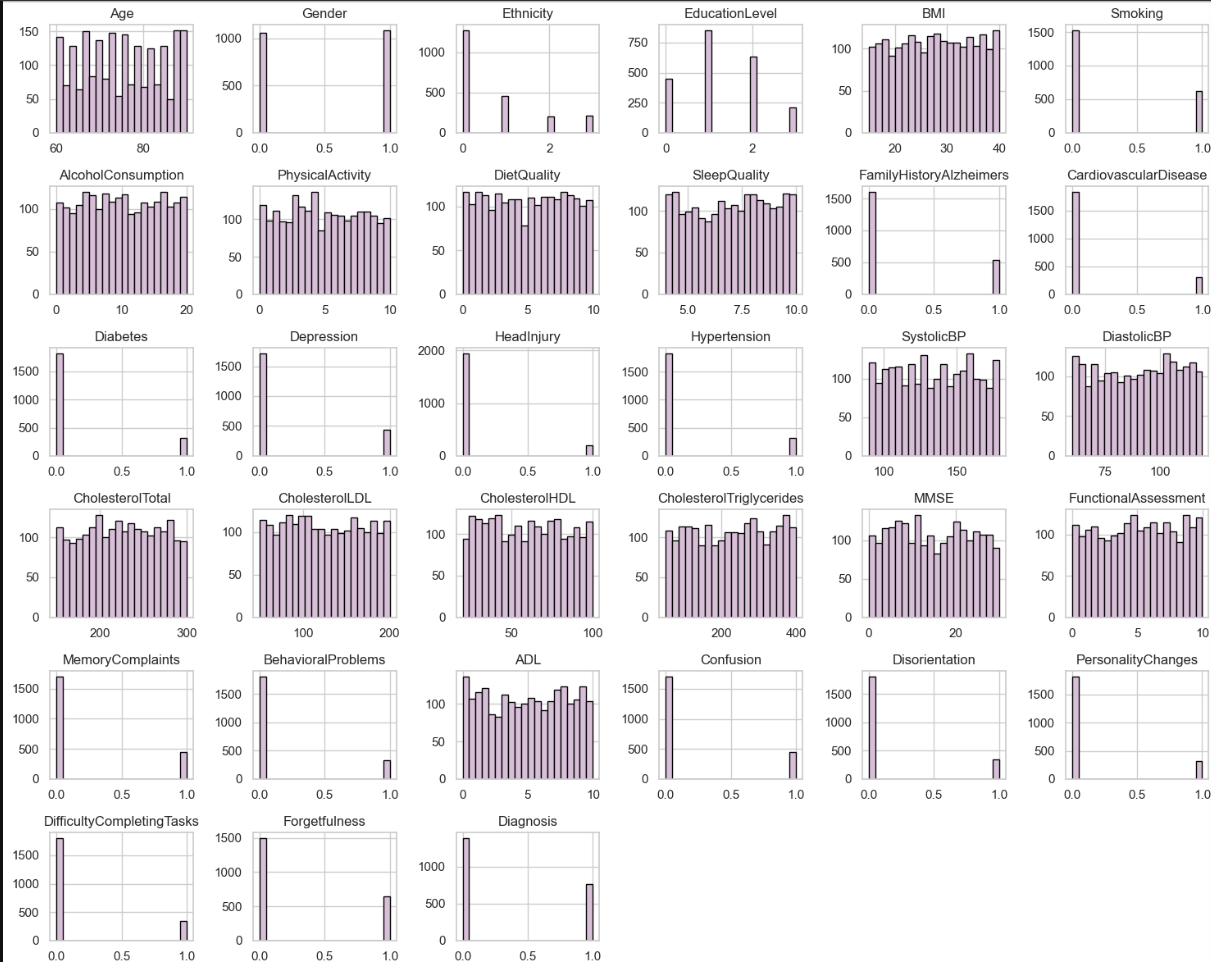 Age Gender Ethnicity EducationLevel BMI Smoking
150 100 50 0 60 80
1000 500 0 0.0 0.5 1.0
1000 500 0 0 2
750 500 250 0 0 2
100 50 0 20 30 40
1500 1000 500 0 0.0 0.5 1.0
AlcoholConsumption PhysicalActivity DietQuality SleepQuality FamilyHistoryAlzheimers CardiovascularDisease
100 50 0 0 10 20
100 50 0 0 5 10
100 50 0 0 5 10
100 50 0 5.0 7.5 10.0
1500 1000 500 0 0.0 0.5 1.0
1500 1000 500 0 0.0 0.5 1.0
Diabetes Depression HeadInjury Hypertension SystolicBP DiastolicBP
1500 1000 500 0 0.0 0.5 1.0
1500 1000 500 0 0.0 0.5 1.0
2000 1000 0 0.0 0.5 1.0
1500 1000 500 0 0.0 0.5 1.0
100 50 0 100 150
100 50 0 75 100
CholesterolTotal CholesterolLDL CholesterolHDL CholesterolTriglycerides MMSE FunctionalAssessment
100 50 0 200 300
100 50 0 100 200
100 50 0 50 100
100 50 0 200 400
100 50 0 0 20
100 50 0 0 5 10
MemoryComplaints BehavioralProblems ADL Confusion Disorientation PersonalityChanges
1500 1000 500 0 0.0 0.5 1.0
1500 1000 500 0 0.0 0.5 1.0
100 50 0 0 5 10
1500 1000 500 0 0.0 0.5 1.0
1500 1000 500 0 0.0 0.5 1.0
1500 1000 500 0 0.0 0.5 1.0
DifficultyCompletingTasks Forgetfulness Diagnosis
1500 1000 500 0 0.0 0.5 1.0
1500 1000 500 0 0.0 0.5 1.0
1000 500 0 0.0 0.5 1.0